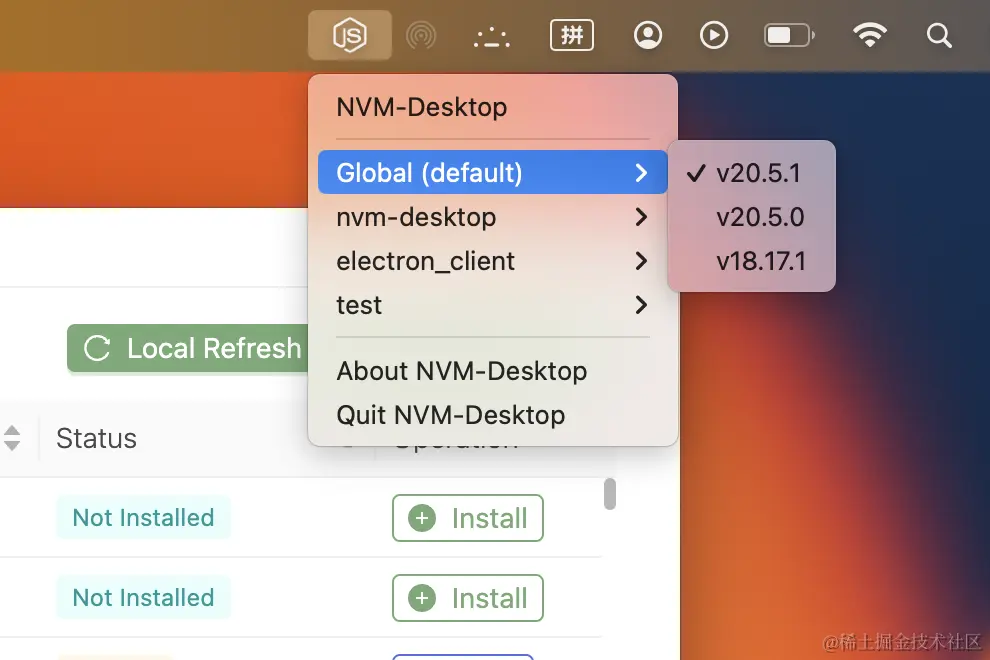 JS
拼
NVM-Desktop
Global (default)
v20.5.1
nvm-desktop
v20.5.0
electron_client
v18.17.1
test
Local Refresh
About NVM-Desktop
Quit NVM-Desktop
Status
Operation
Not Installed
Install
Not Installed
Install
@稀土掘金技术社区